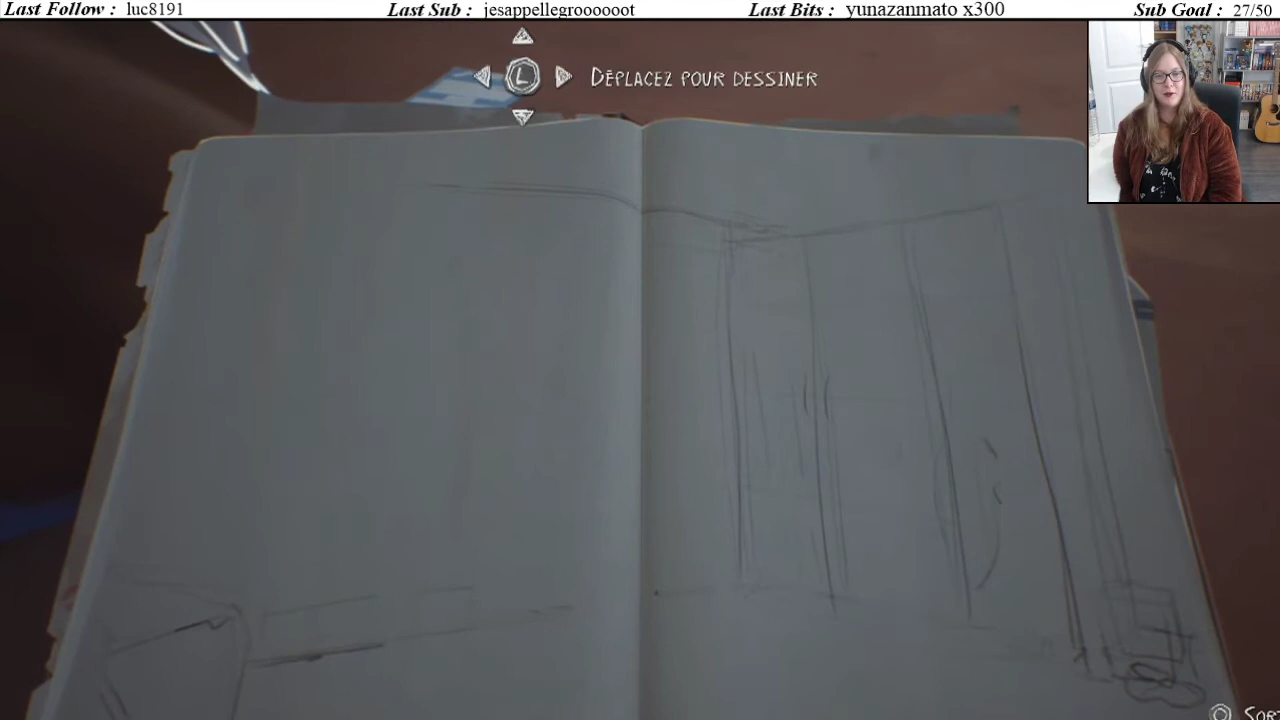 Last Follow : luc8191 Last Sub : jesappellegroooooot Last Bits : yunazanmato x300 Sub Goal : 27/50
L DÉPLACEZ POUR DESSINER